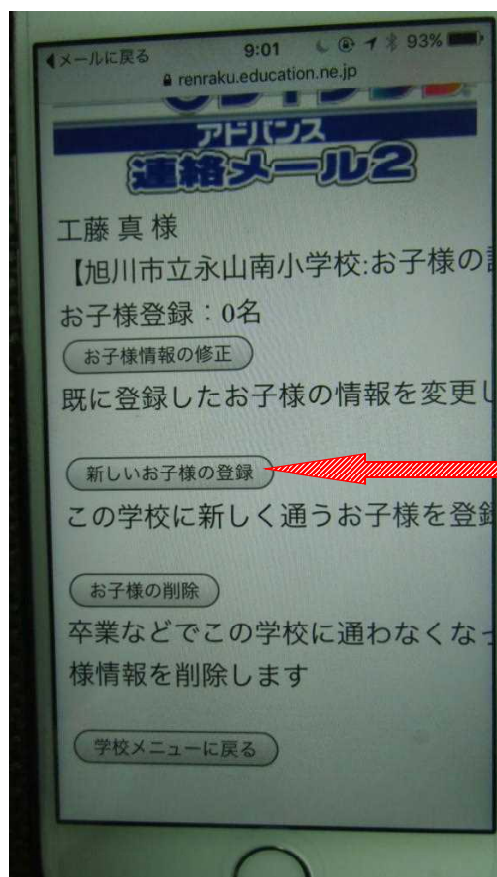 メールに戻る 9:01 93%
renraku.education.ne.jp
アドバンス
連絡メール2
工藤 真 様
【旭川市立永山南小学校:お子様の
お子様登録：0名
お子様情報の修正
既に登録したお子様の情報を変更し
新しいお子様の登録
この学校に新しく通うお子様を登録
お子様の削除
卒業などでこの学校に通わなくなっ
様情報を削除します
学校メニューに戻る